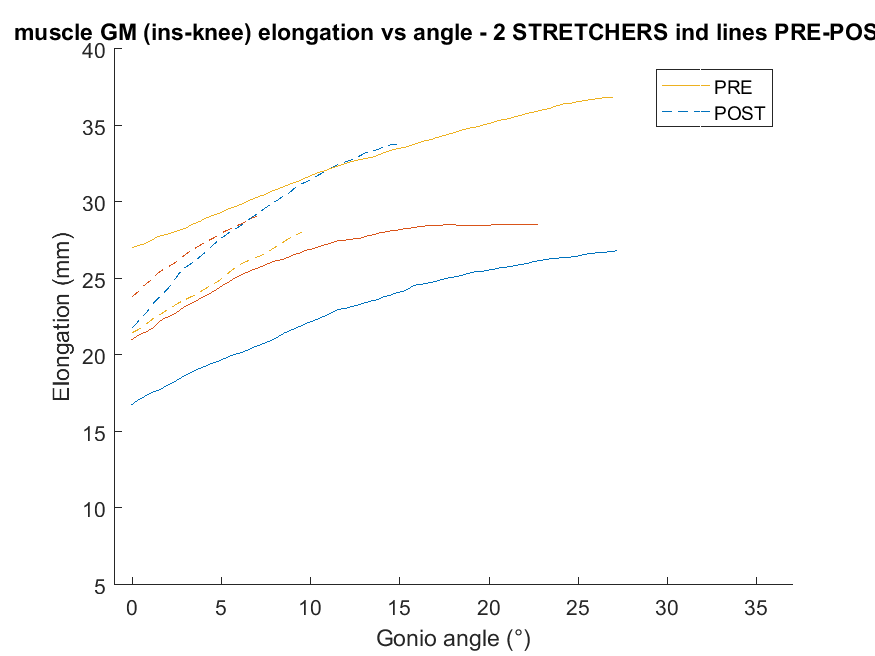 muscle GM (ins-knee) elongation vs angle - 2 STRETCHERS ind lines PRE-POS
40
35
30
25
20
15
10
5
Elongation (mm)
0 5 10 15 20 25 30 35
Gonio angle (°)
PRE
POST